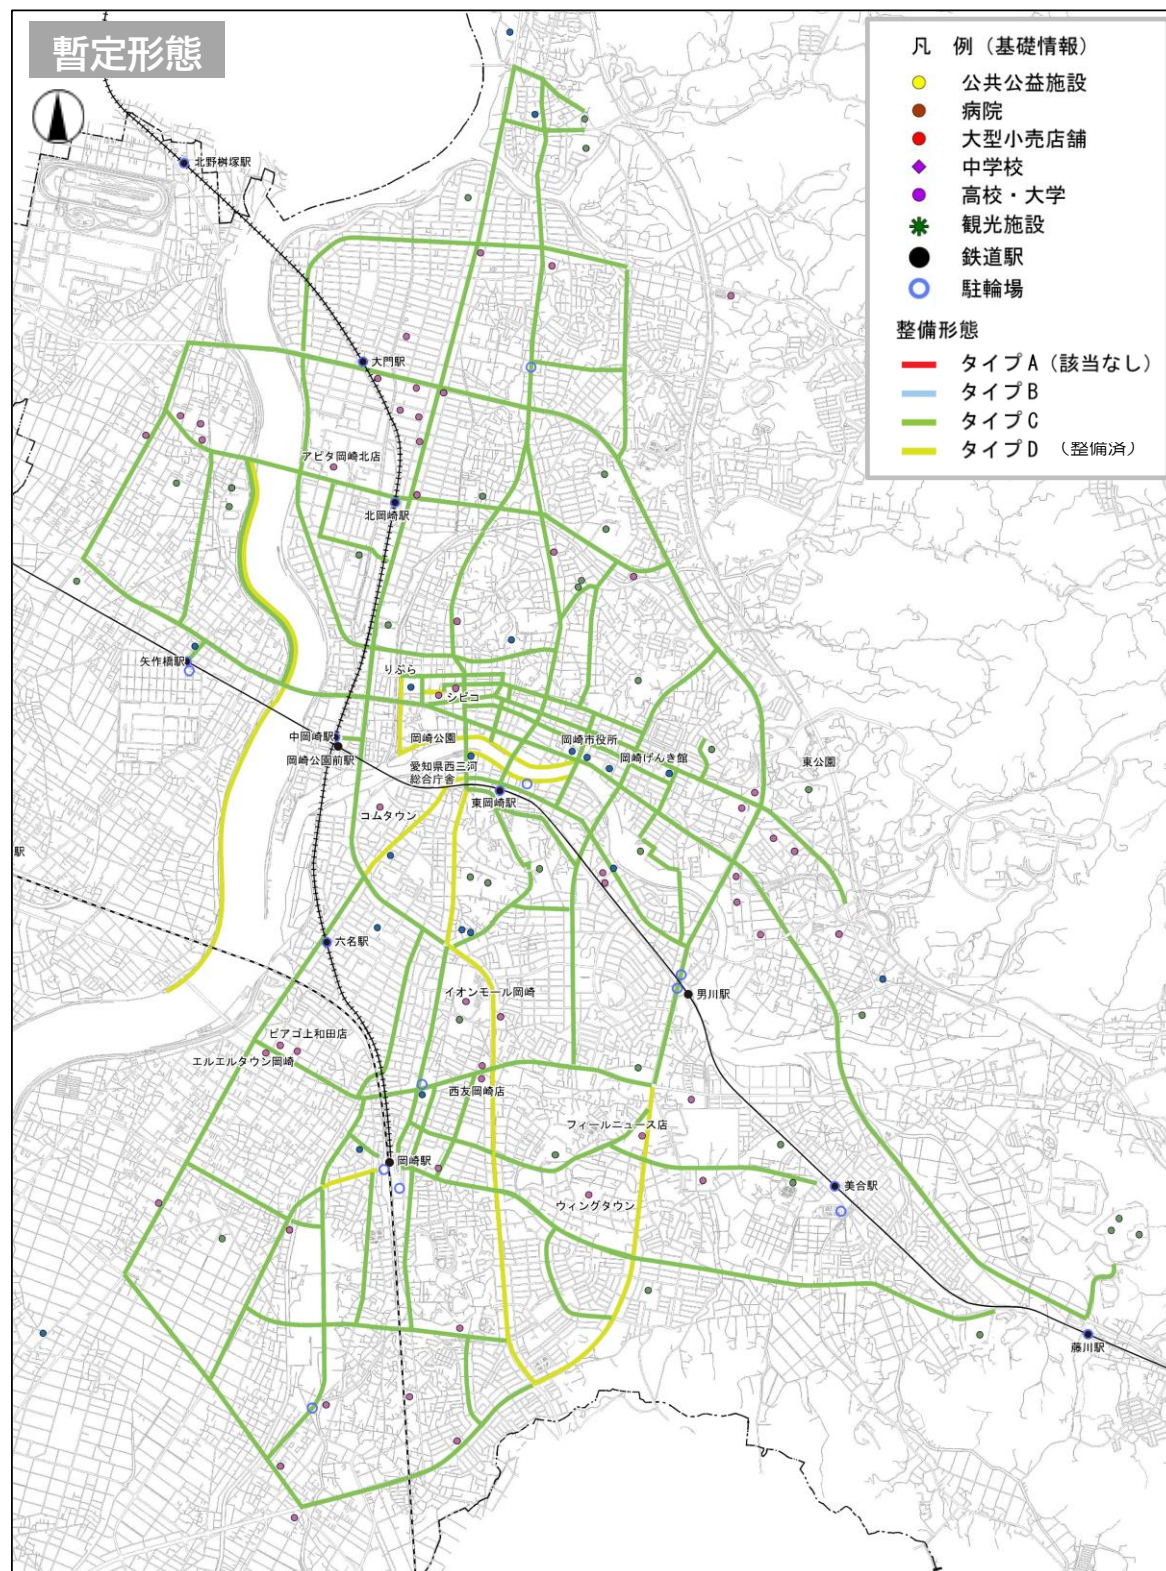 暫定形態
凡 例（基礎情報）
公共公益施設
病院
大型小売店舗
中学校
高校・大学
観光施設
鉄道駅
駐輪場
整備形態
タイプA（該当なし）
タイプB
タイプC
タイプD （整備済）
北野桝塚駅
大門駅
アピタ岡崎北店
北岡崎駅
矢作橋駅
りぶら
シビコ
中岡崎駅
岡崎公園
岡崎市役所
岡崎公園前駅
愛知県西三河
総合庁舎
岡崎げんき館
東公園
東岡崎駅
コムタウン
駅
六名駅
イオンモール岡崎
男川駅
ピアゴ上和田店
エルエルタウン岡崎
西友岡崎店
フィールニュース店
岡崎駅
美合駅
ウィングタウン
藤川駅